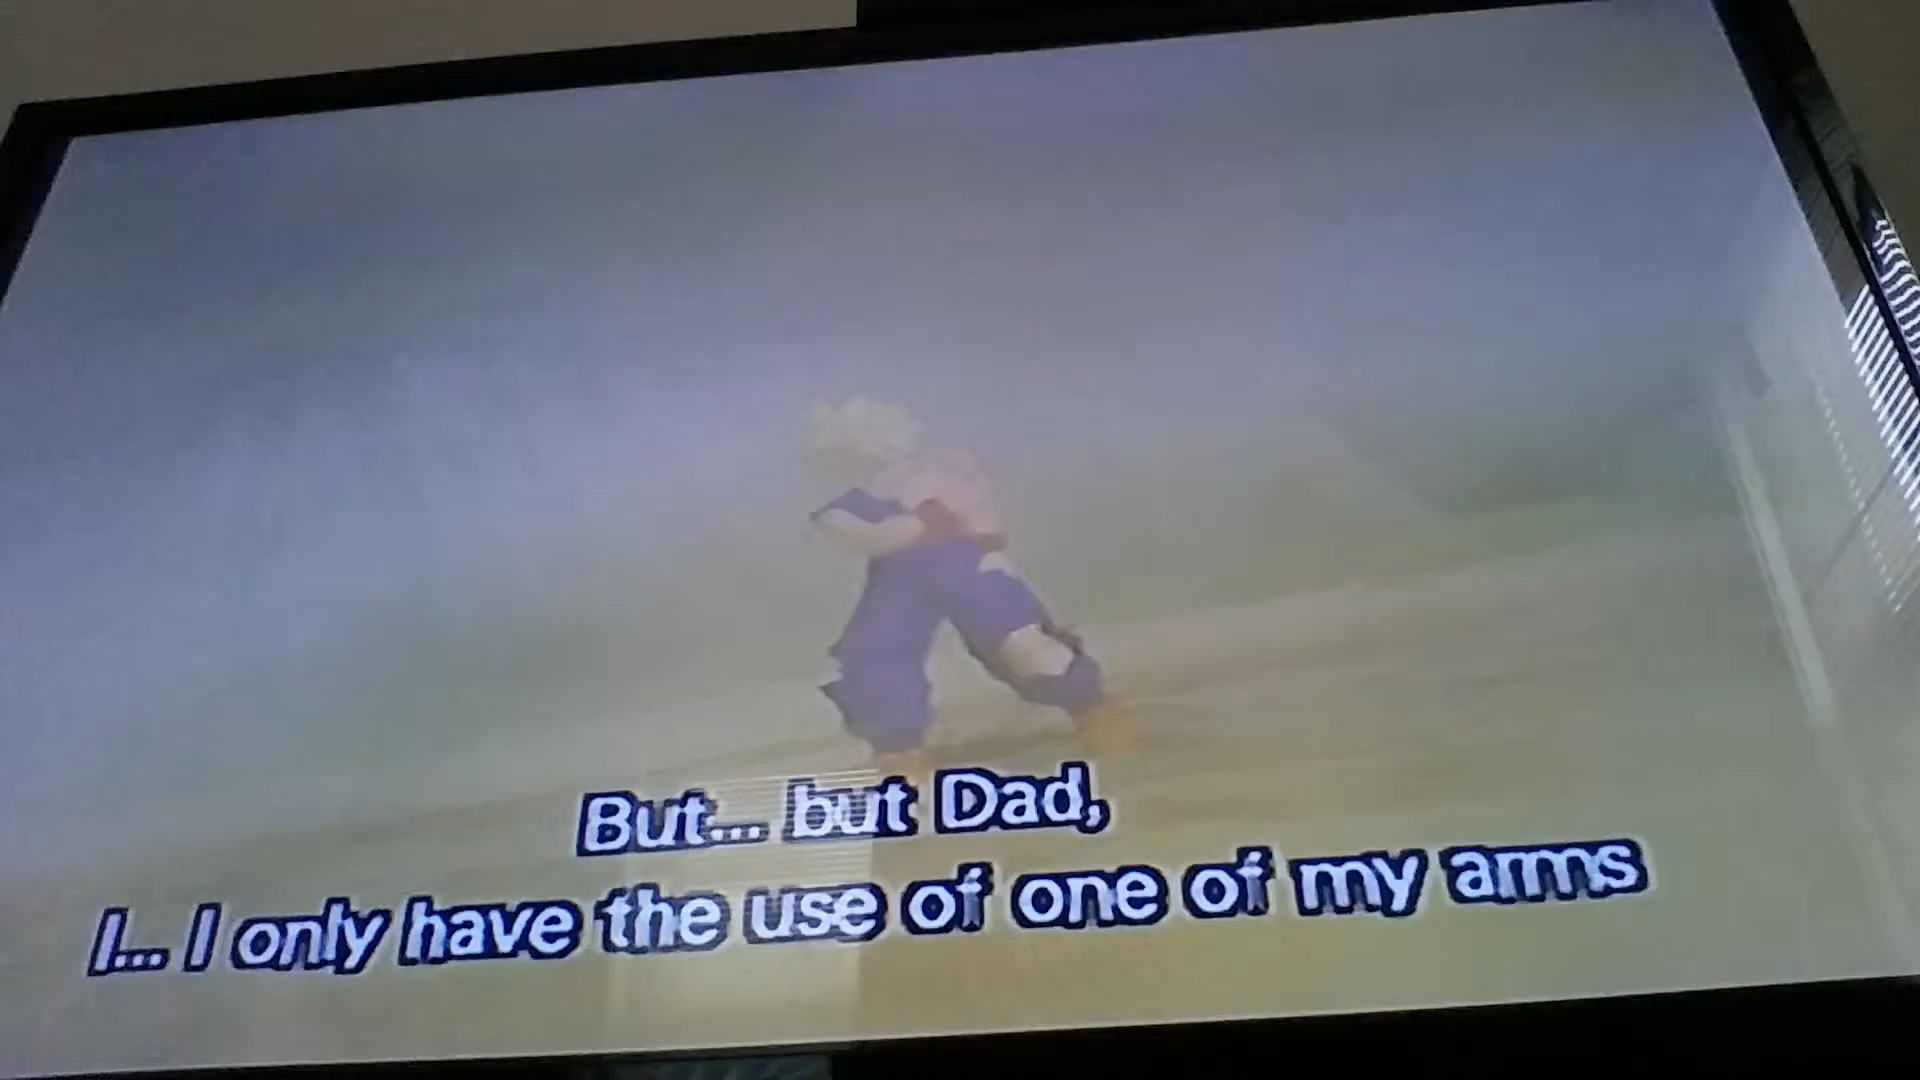 But... but Dad,
I... I only have the use of one of my arms